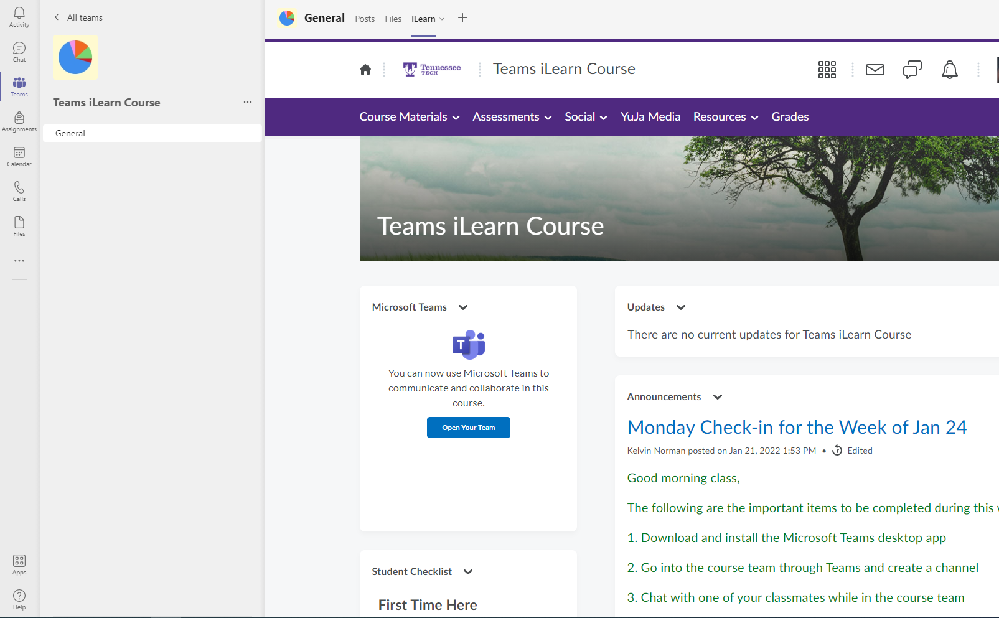 Activity
Chat
Teams
Assignments
Calendar
Calls
Files
Apps
Help
All teams
Teams iLearn Course
General
General
Posts
Files
iLearn
Tennessee
TECH
Teams iLearn Course
Course Materials
Assessments
Social
YuJa Media
Resources
Grades
Teams iLearn Course
Microsoft Teams
T
You can now use Microsoft Teams to
communicate and collaborate in this
course.
Open Your Team
Student Checklist
First Time Here
Updates
There are no current updates for Teams iLearn Course
Announcements
Monday Check-in for the Week of Jan 24
Kelvin Norman posted on Jan 21, 2022 1:53 PM • Edited
Good morning class,
The following are the important items to be completed during this
1. Download and install the Microsoft Teams desktop app
2. Go into the course team through Teams and create a channel
3. Chat with one of your classmates while in the course team